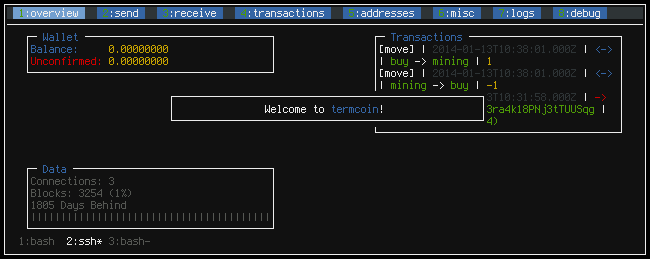 1:overview 2:send 3:receive 4:transactions 5:addresses 6:misc 7:logs 8:debug
Wallet
Balance: 0.00000000
Unconfirmed: 0.00000000
Transactions
[move] | 2014-01-13T10:38:01.000Z | <->
| buy -> mining | 1
[move] | 2014-01-13T10:38:01.000Z | <->
| mining -> buy | -1
3T10:31:58.000Z | ->
3ra4k18PNj3tTUUSqg |
4)
Welcome to termcoin!
Data
Connections: 3
Blocks: 3254 (1%)
1805 Days Behind
||||||||||||||||||||||||||||||||||||||||
1:bash 2:ssh* 3:bash-